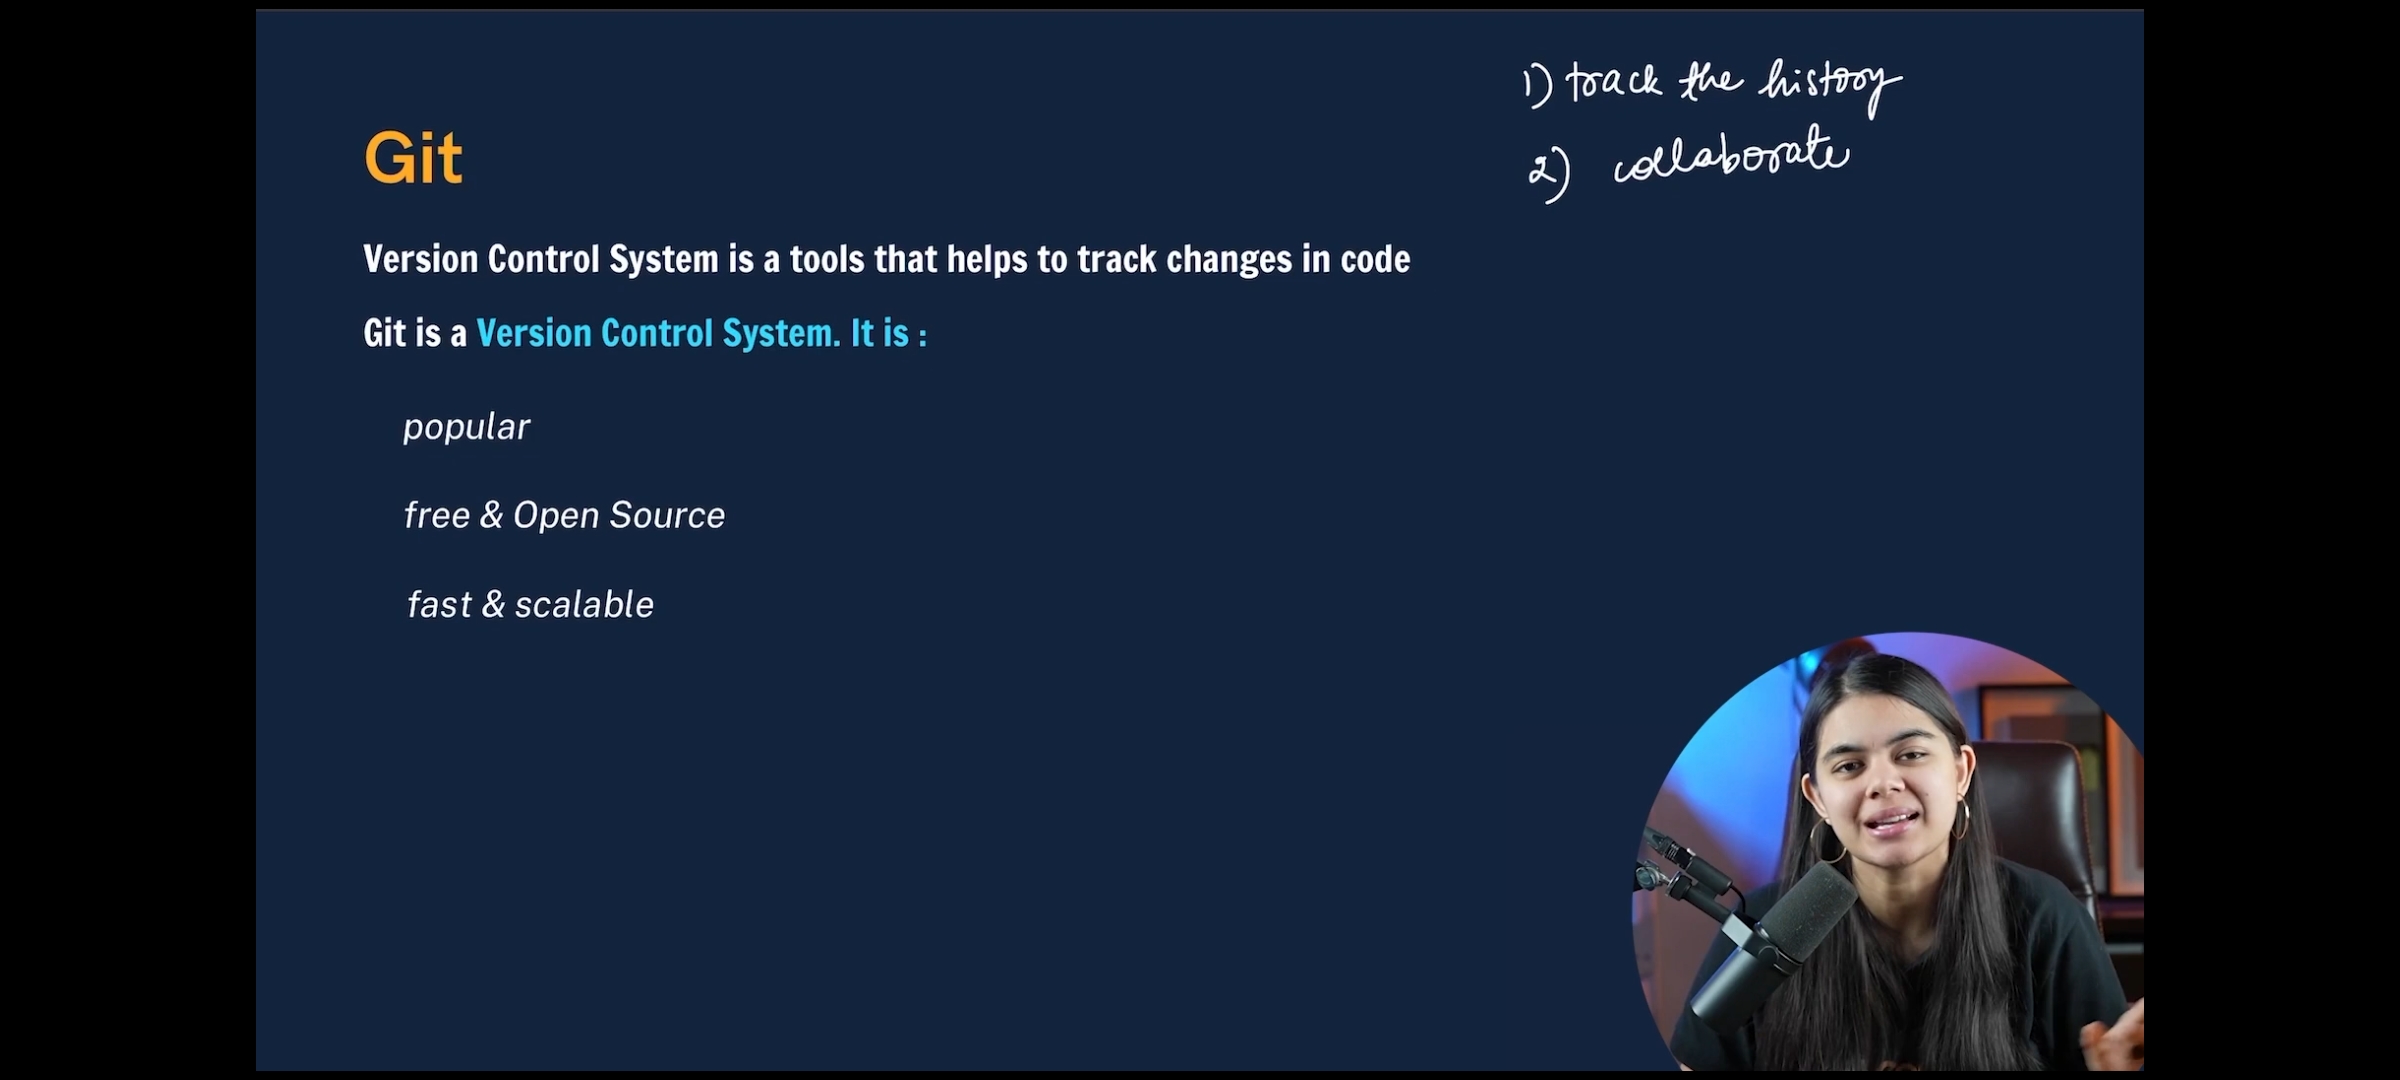 1) track the history
2) collaborate
Git
Version Control System is a tools that helps to track changes in code
Git is a Version Control System. It is :
popular
free & Open Source
fast & scalable